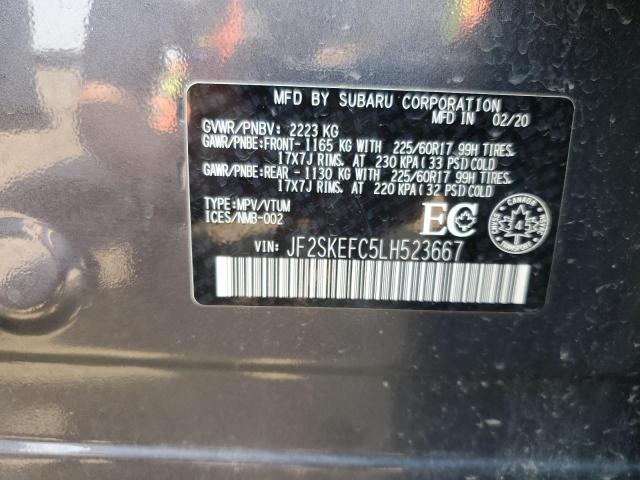 MFD BY SUBARU CORPORATION
MFD IN 02/20
GVWR/PNBV: 2223 KG
GAWR/PNBE:FRONT-1165 KG WITH 225/60R17 99H TIRES.
17X7J RIMS. AT 230 KPA(33 PSI)COLD
GAWR/PNBE:REAR -1130 KG WITH 225/60R17 99H TIRES.
17X7J RIMS. AT 220 KPA(32 PSI)COLD
TYPE:MPV/VTUM
ICES/NMB-002
EC
CANADA
345
VIN: JF2SKEFC5LH523667